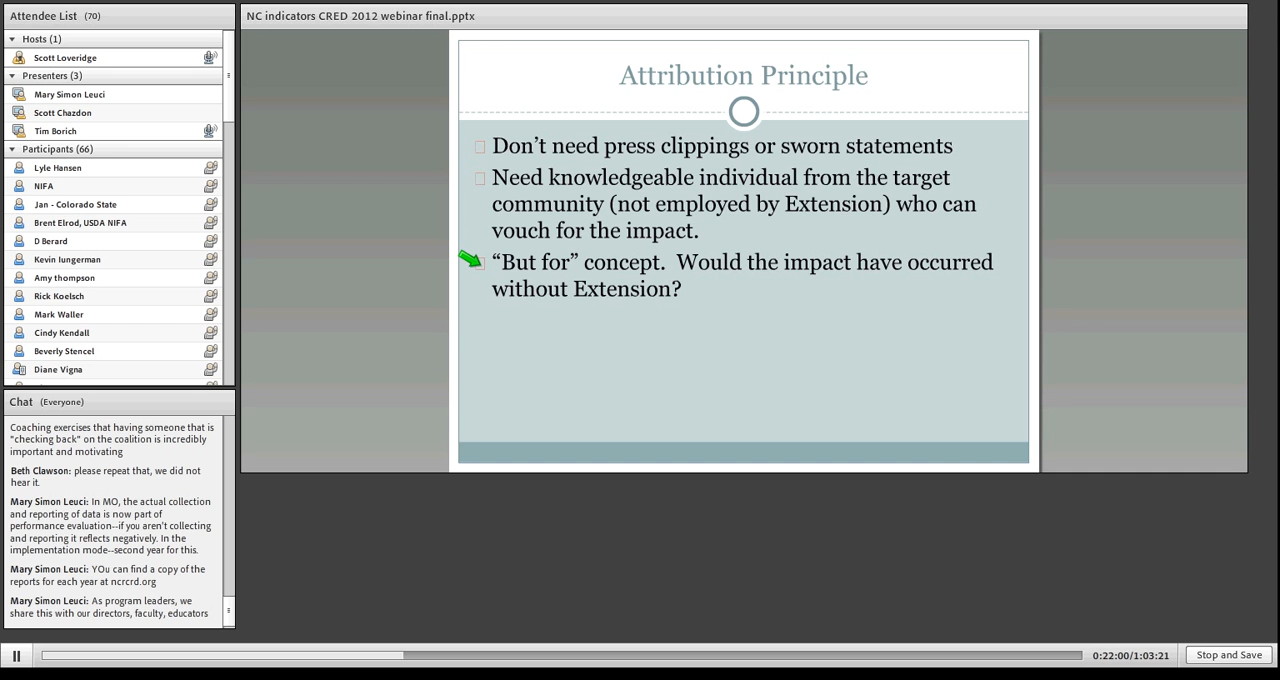 Attendee List (70)
Hosts (1)
Scott Loveridge
Presenters (3)
Mary Simon Leuci
Scott Chazdon
Tim Borich
Participants (66)
Lyle Hansen
NIFA
Jan - Colorado State
Brent Elrod, USDA NIFA
D Berard
Kevin Iungerman
Amy thompson
Rick Koelsch
Mark Waller
Cindy Kendall
Beverly Stencel
Diane Vigna
Chat (Everyone)
Coaching exercises that having someone that is
"checking back" on the coalition is incredibly
important and motivating
Beth Clawson: please repeat that, we did not
hear it.
Mary Simon Leuci: In MO, the actual collection
and reporting of data is now part of
performance evaluation--if you aren't collecting
and reporting it reflects negatively. In the
implementation mode--second year for this.
Mary Simon Leuci: YOu can find a copy of the
reports for each year at ncrcrd.org
Mary Simon Leuci: As program leaders, we
share this with our directors, faculty, educators
NC indicators CRED 2012 webinar final.pptx
Attribution Principle
Don’t need press clippings or sworn statements
Need knowledgeable individual from the target
community (not employed by Extension) who can
vouch for the impact.
“But for” concept. Would the impact have occurred
without Extension?
0:22:00/1:03:21
Stop and Save